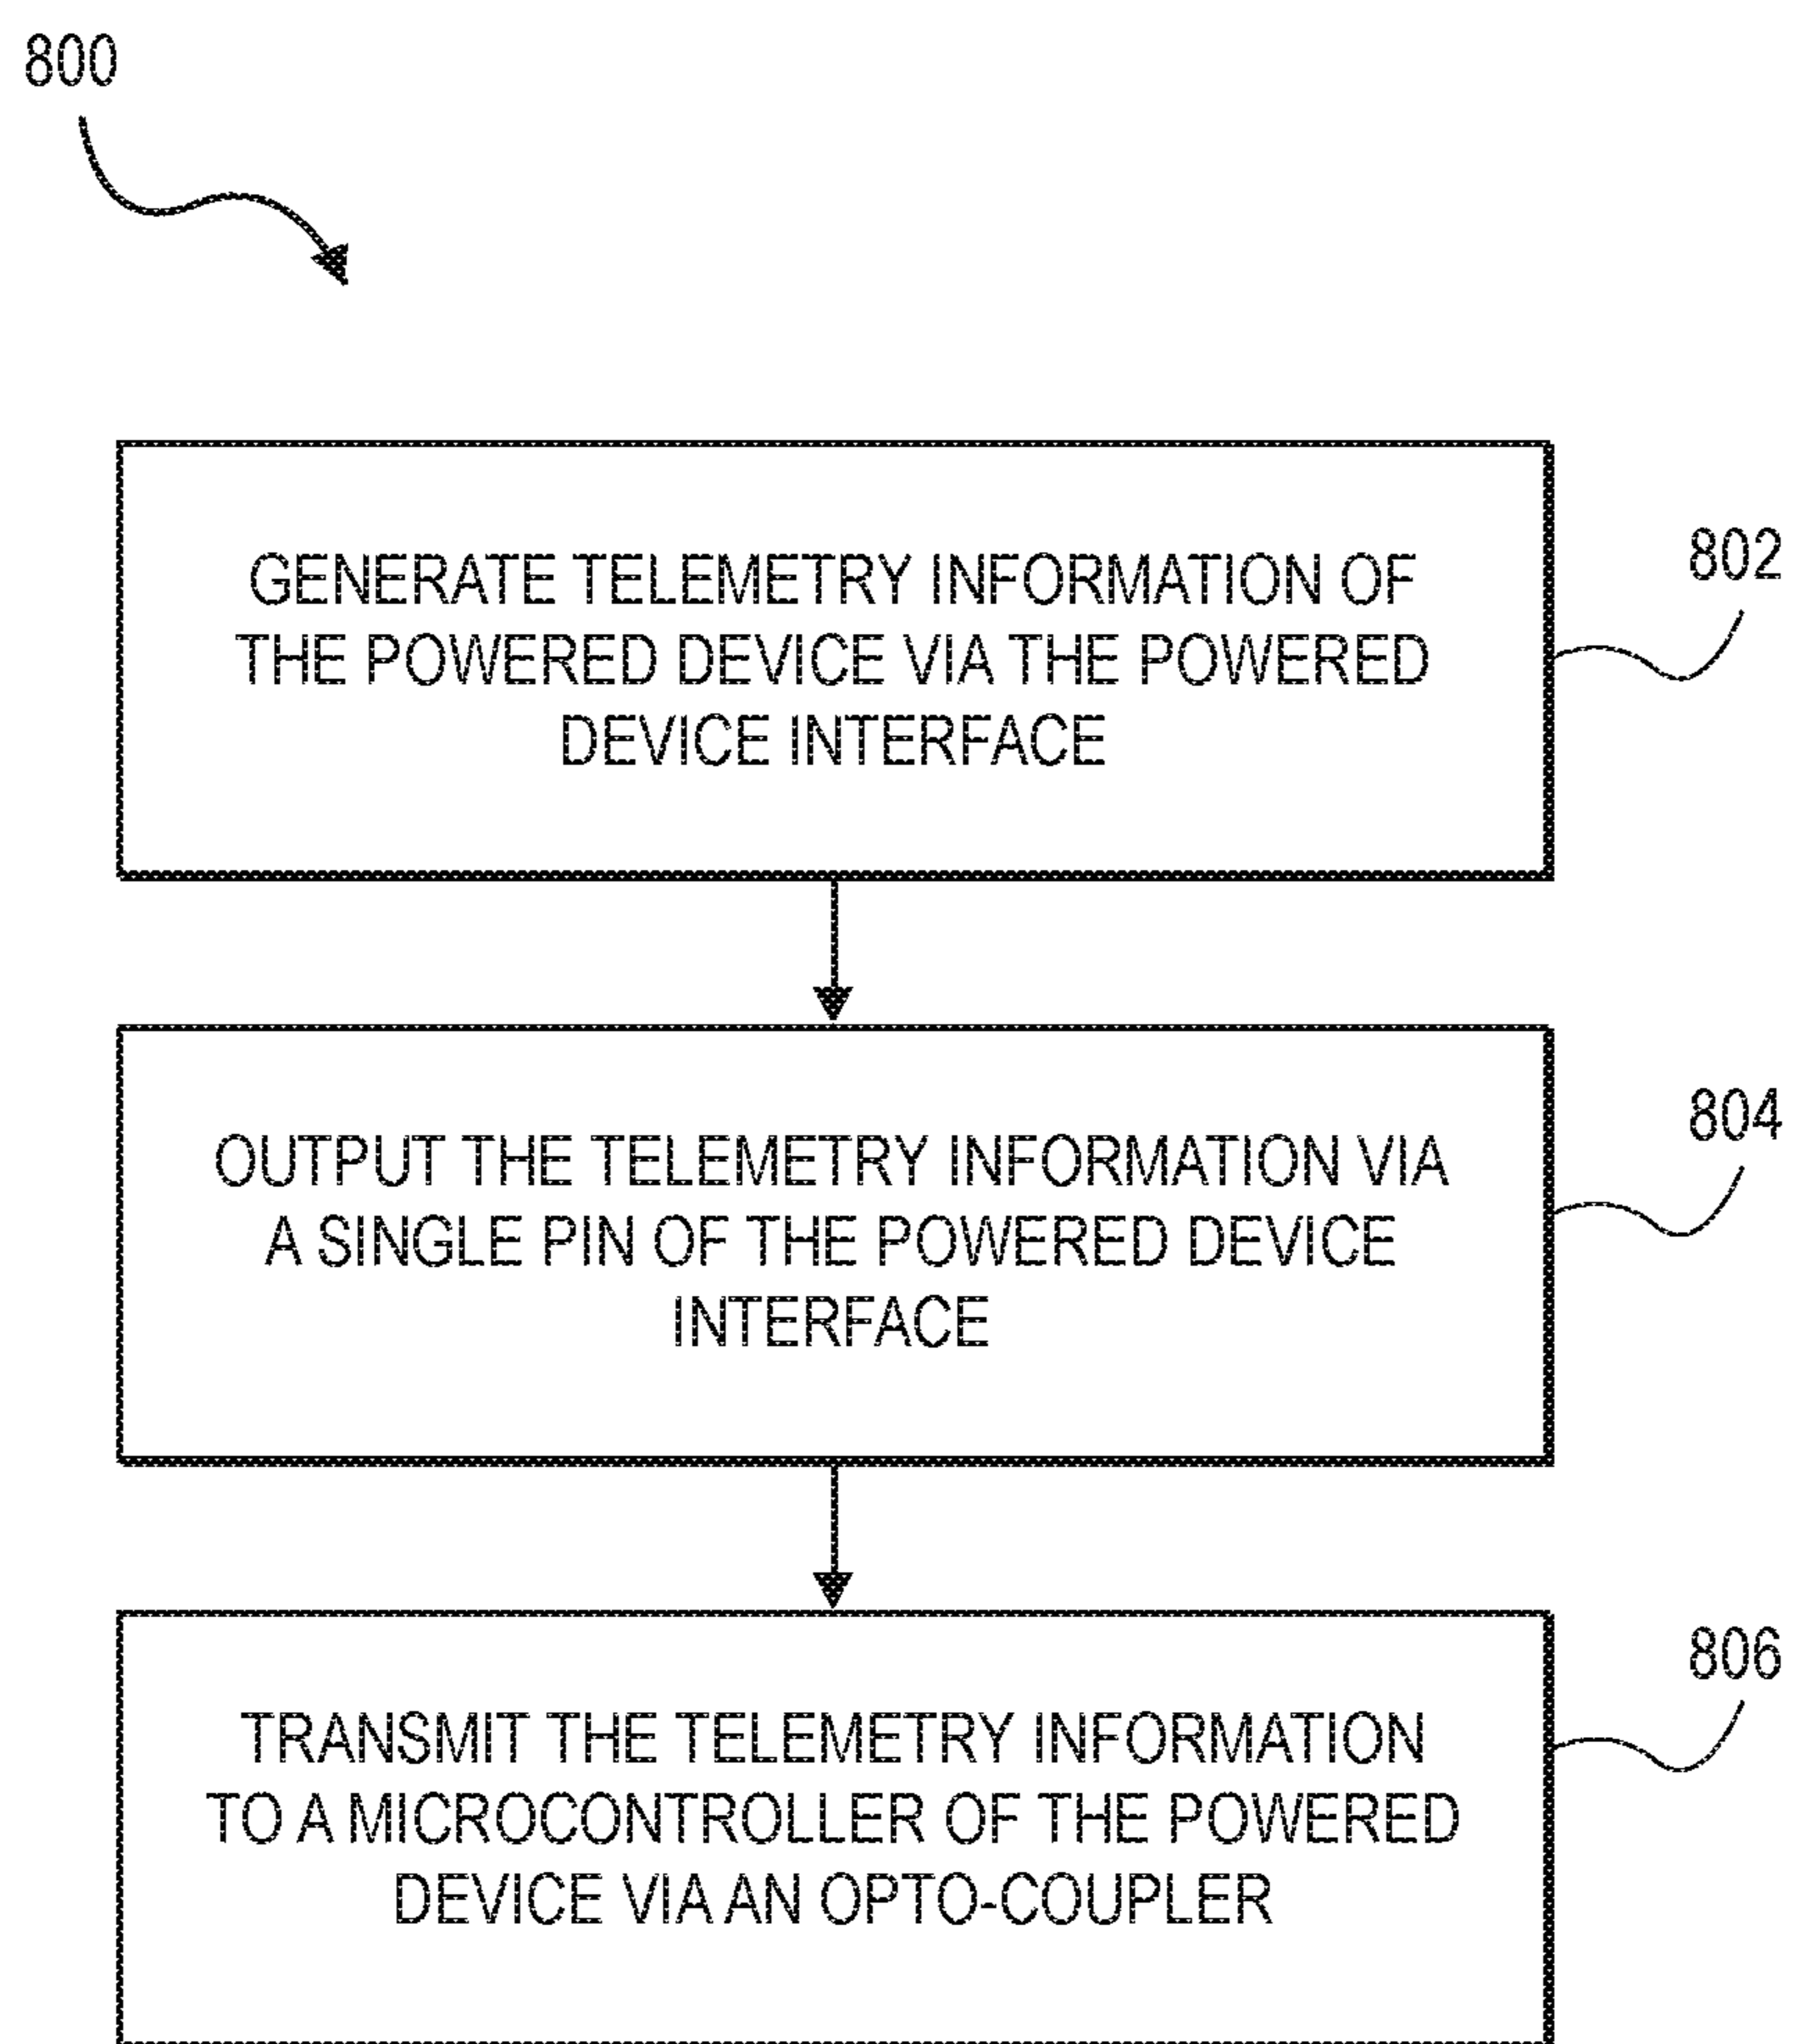 800
GENERATE TELEMETRY INFORMATION OF
THE POWERED DEVICE VIA THE POWERED
DEVICE INTERFACE
802
OUTPUT THE TELEMETRY INFORMATION VIA
A SINGLE PIN OF THE POWERED DEVICE
INTERFACE
804
TRANSMIT THE TELEMETRY INFORMATION
TO A MICROCONTROLLER OF THE POWERED
DEVICE VIA AN OPTO-COUPLER
806